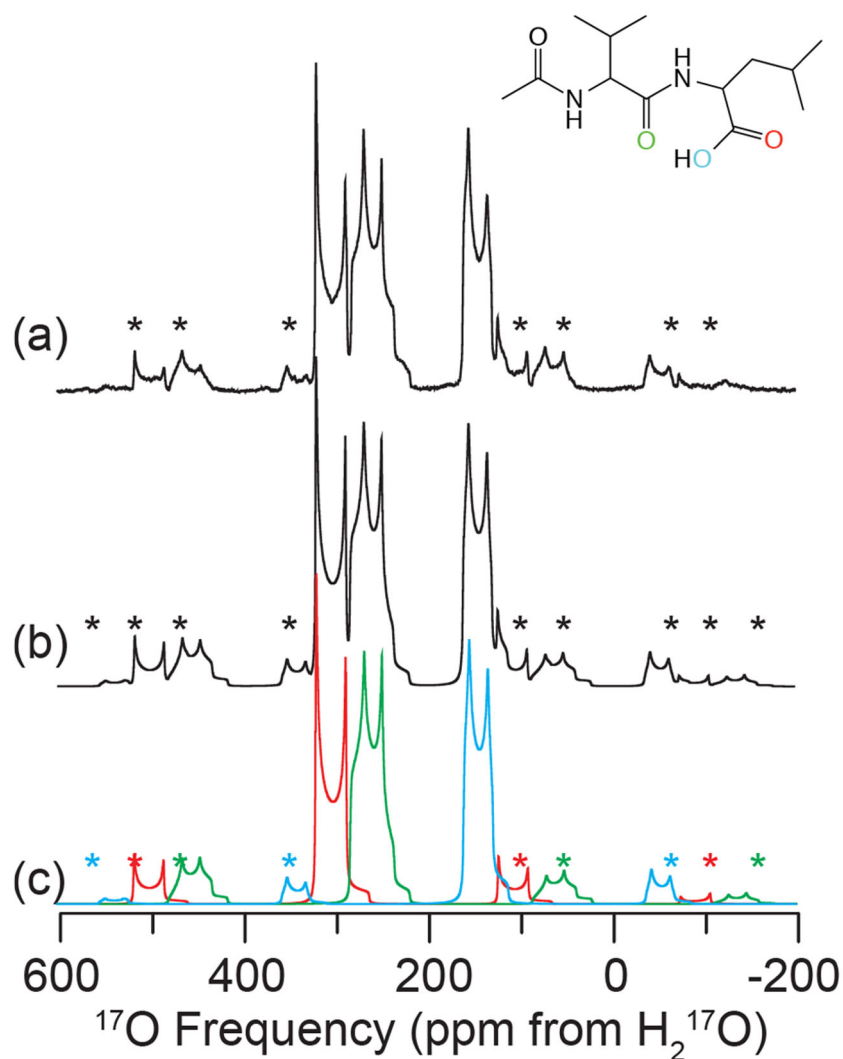 O
H
N
N
H
O
O
HO
* * * * * * *
(a)
* * * * * * * * *
(b)
* * * * * * * * *
(c)
600 400 200 0 -200
¹⁷O Frequency (ppm from H₂¹⁷O)